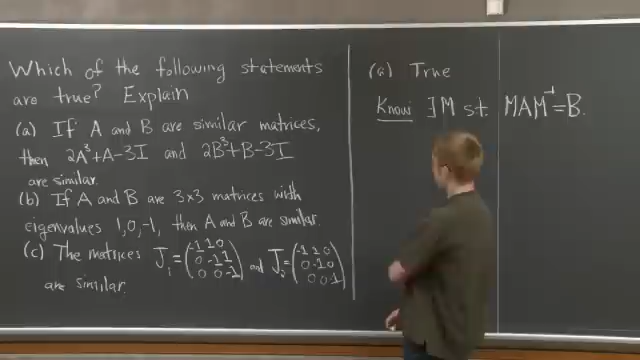 Which of the following statements
are true? Explain
(a) If A and B are similar matrices,
then 2A³+A-3I and 2B³+B-3I
are similar.
(b) If A and B are 3×3 matrices with
eigenvalues 1,0,-1, then A and B are similar.
(c) The matrices J₁ = (-1 1 0
0 -1 1
0 0 -1) and J₂ = (-1 1 0
0 -1 0
0 0 -1)
are similar.
(a) True
Know ∃M s.t. MAM⁻¹=B.